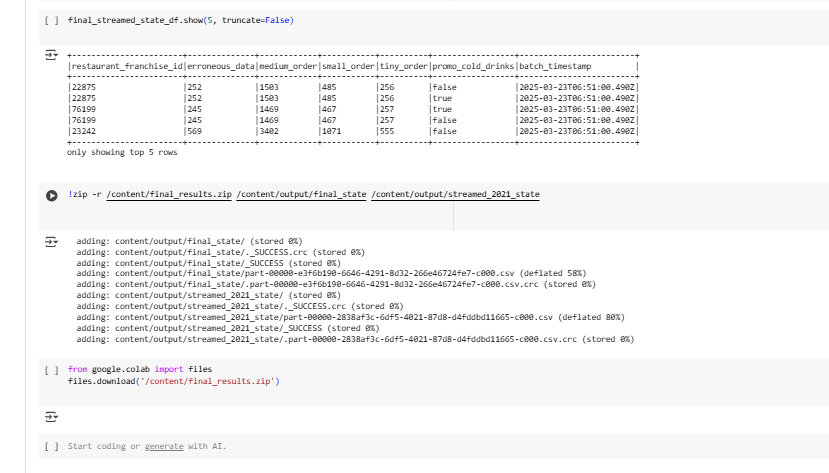 [ ] final_streamed_state_df.show(5, truncate=False)
+-----------------------+--------------+------------+-----------+----------+-----------------+------------------------+
|restaurant_franchise_id|erroneous_data|medium_order|small_order|tiny_order|promo_cold_drinks|batch_timestamp         |
+-----------------------+--------------+------------+-----------+----------+-----------------+------------------------+
|22875                  |252           |1503        |485        |256       |false            |2025-03-23T06:51:00.490Z|
|22875                  |252           |1503        |485        |256       |true             |2025-03-23T06:51:00.490Z|
|76199                  |245           |1469        |467        |257       |true             |2025-03-23T06:51:00.490Z|
|76199                  |245           |1469        |467        |257       |false            |2025-03-23T06:51:00.490Z|
|23242                  |569           |3402        |1071       |555       |false            |2025-03-23T06:51:00.490Z|
+-----------------------+--------------+------------+-----------+----------+-----------------+------------------------+
only showing top 5 rows
!zip -r /content/final_results.zip /content/output/final_state /content/output/streamed_2021_state
adding: content/output/final_state/ (stored 0%)
adding: content/output/final_state/._SUCCESS.crc (stored 0%)
adding: content/output/final_state/_SUCCESS (stored 0%)
adding: content/output/final_state/part-00000-e3f6b190-6646-4291-8d32-266e46724fe7-c000.csv (deflated 58%)
adding: content/output/final_state/.part-00000-e3f6b190-6646-4291-8d32-266e46724fe7-c000.csv.crc (stored 0%)
adding: content/output/streamed_2021_state/ (stored 0%)
adding: content/output/streamed_2021_state/._SUCCESS.crc (stored 0%)
adding: content/output/streamed_2021_state/part-00000-2838af3c-6df5-4021-87d8-d4fddbd11665-c000.csv (deflated 80%)
adding: content/output/streamed_2021_state/_SUCCESS (stored 0%)
adding: content/output/streamed_2021_state/.part-00000-2838af3c-6df5-4021-87d8-d4fddbd11665-c000.csv.crc (stored 0%)
[ ] from google.colab import files
files.download('/content/final_results.zip')
[ ] Start coding or generate with AI.